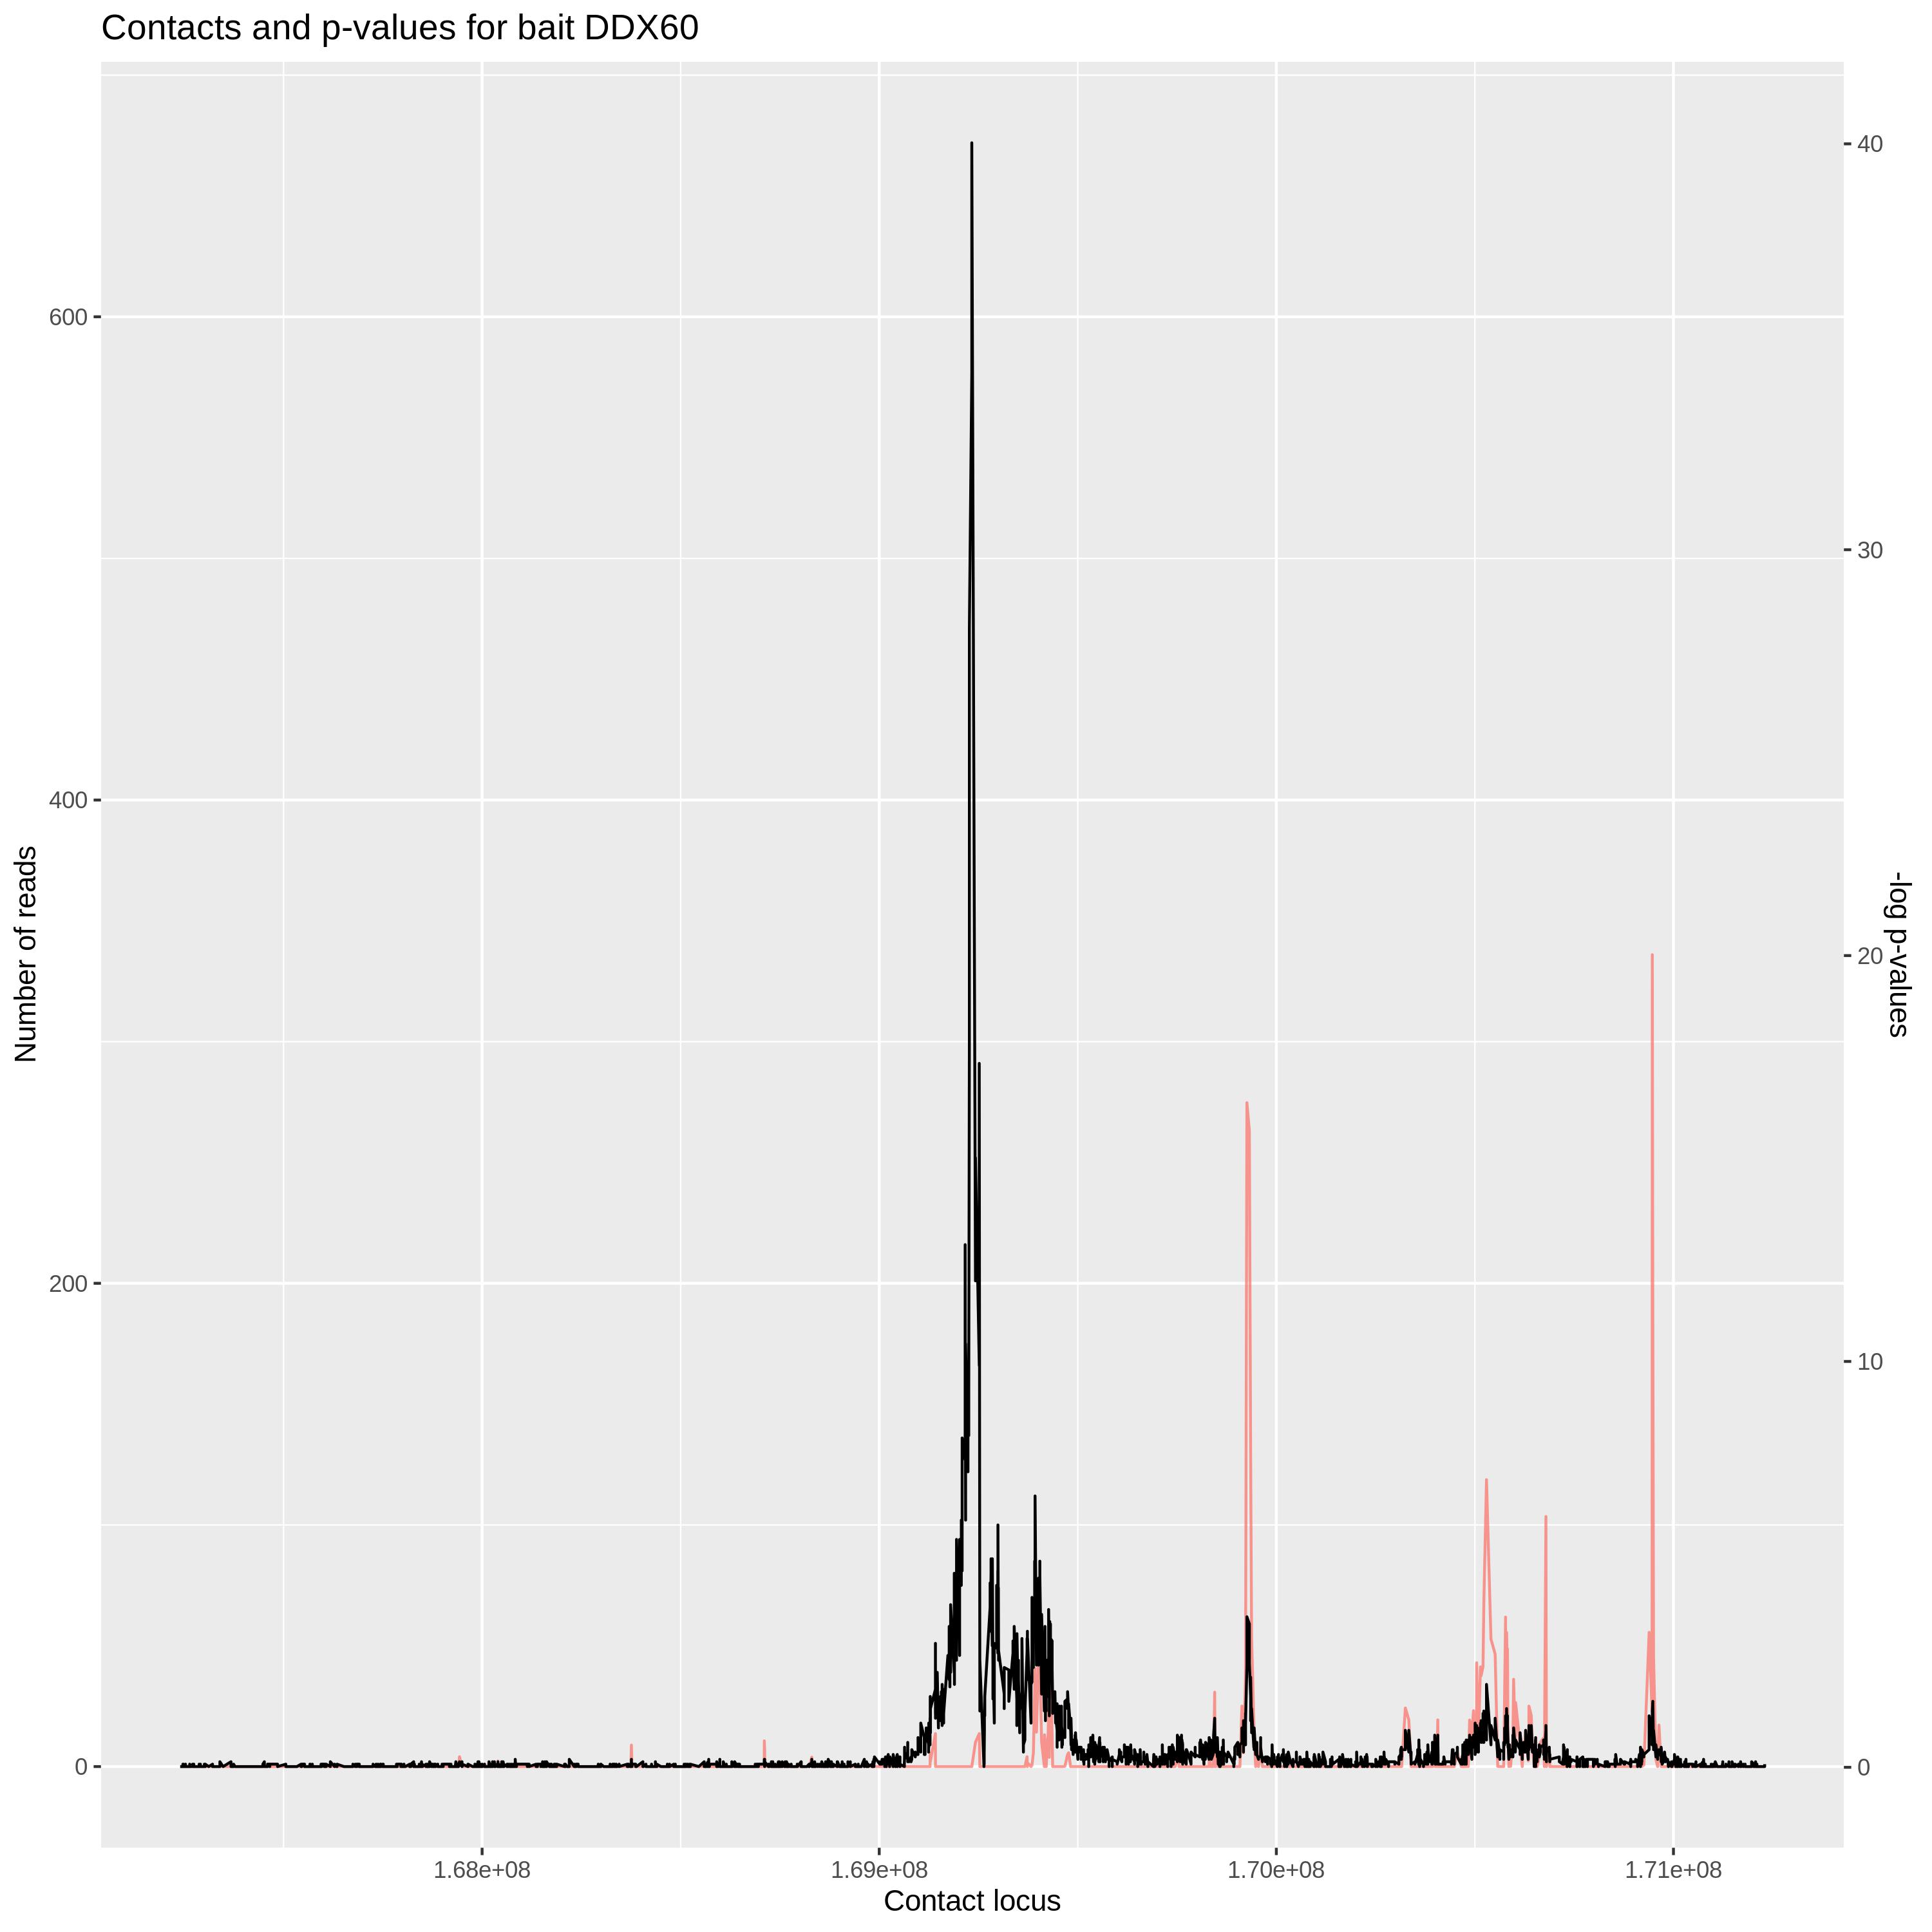 Contacts and p-values for bait DDX60
Number of reads
600
400
200
0
40
30
20
10
0
-log p-values
1.68e+08
1.69e+08
1.70e+08
1.71e+08
Contact locus